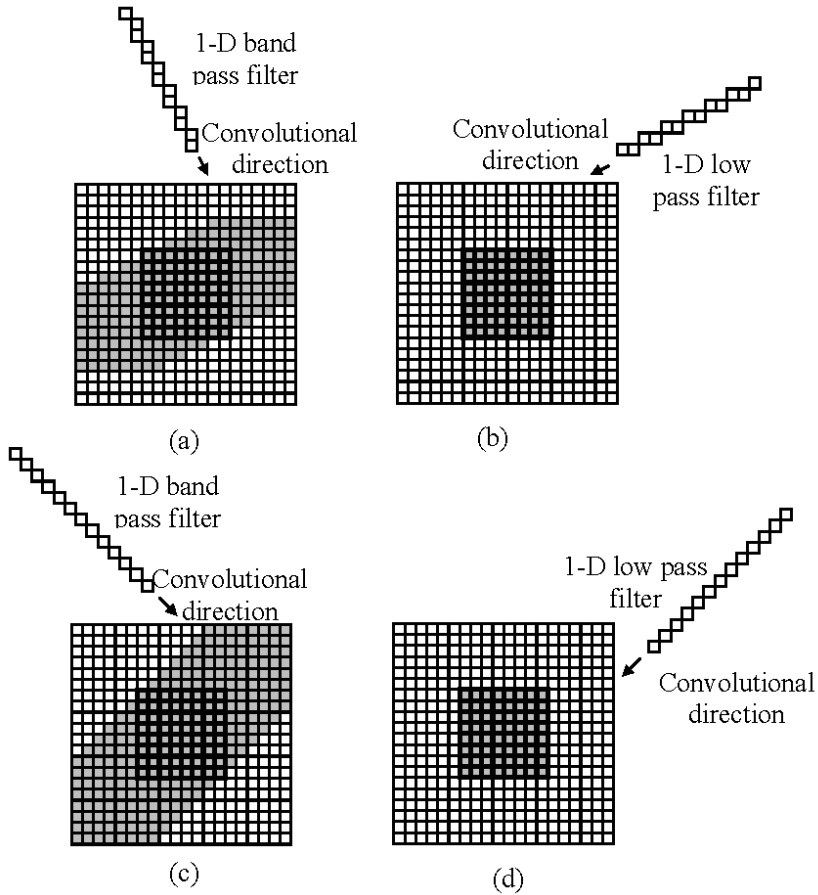 1-D band
pass filter
Convolutional
direction
Convolutional
direction
1-D low
pass filter
(a)
(b)
1-D band
pass filter
Convolutional
direction
1-D low pass
filter
Convolutional
direction
(c)
(d)